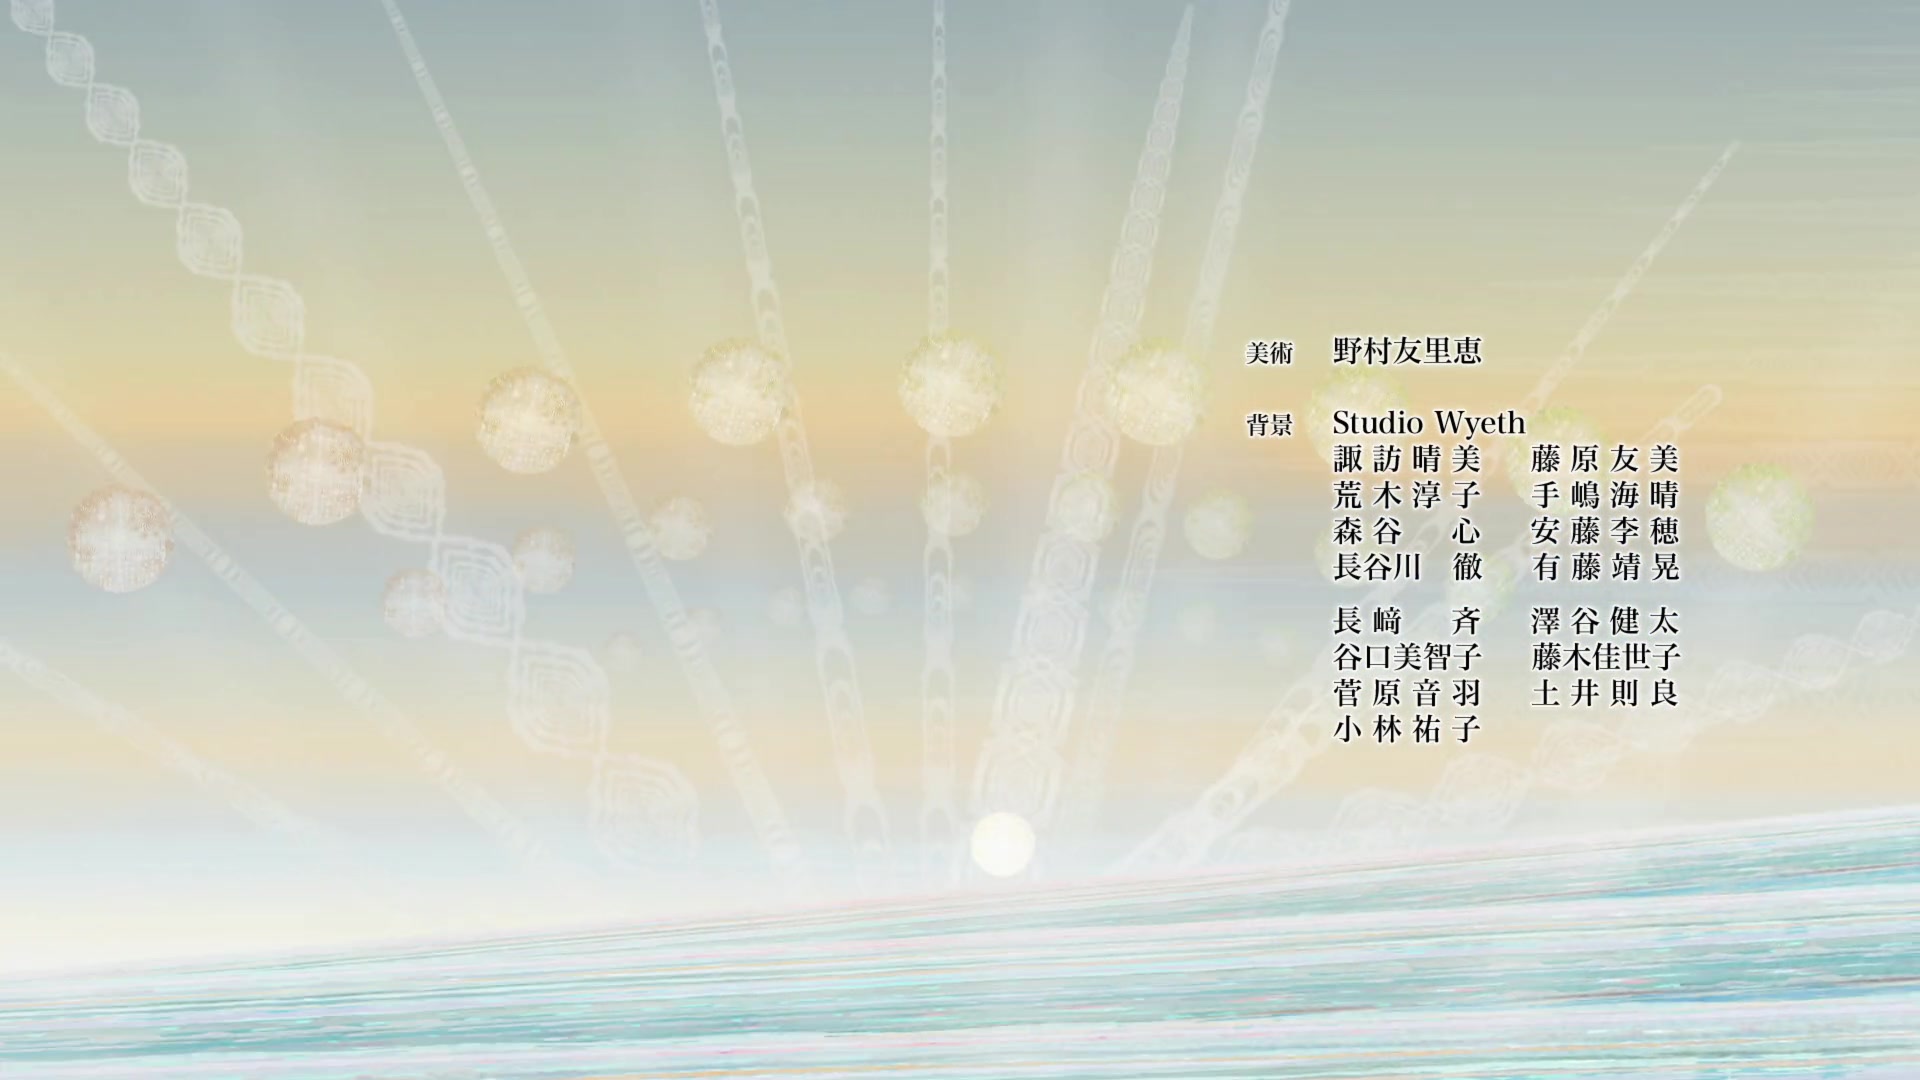 美術 野村友里恵
背景 Studio Wyeth
諏訪晴美 藤原友美
荒木淳子 手嶋海晴
森谷 心 安藤李穂
長谷川 徹 有藤靖晃
長﨑 斉 澤谷健太
谷口美智子 藤木佳世子
菅原音羽 土井則良
小林祐子